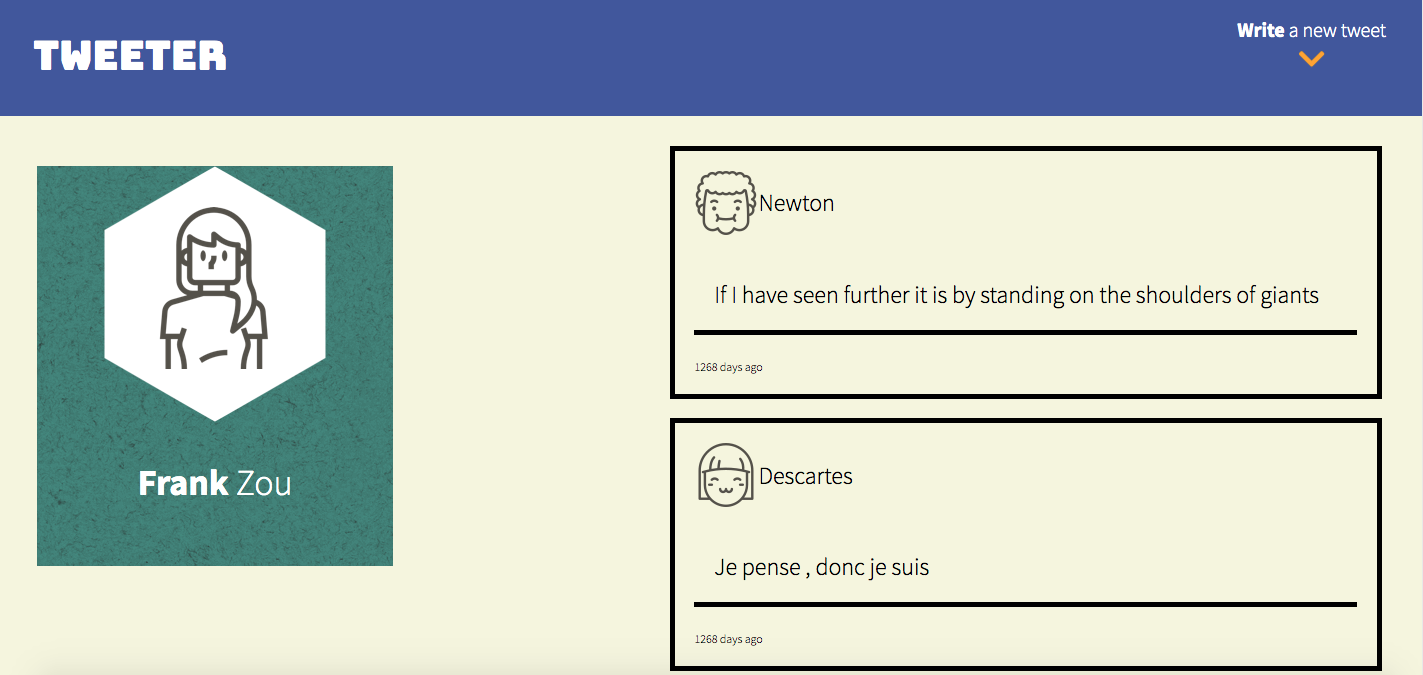 TWEETER
Write a new tweet
Frank Zou
Newton
If I have seen further it is by standing on the shoulders of giants
1268 days ago
Descartes
Je pense , donc je suis
1268 days ago